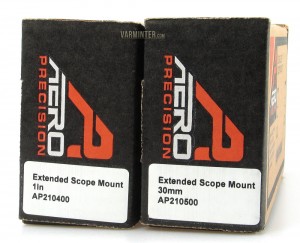 VARMINTER.COM
AERO
PRECISION
Extended Scope Mount
1In
AP210400
AERO
PRECISION
Extended Scope Mount
30mm
AP210500